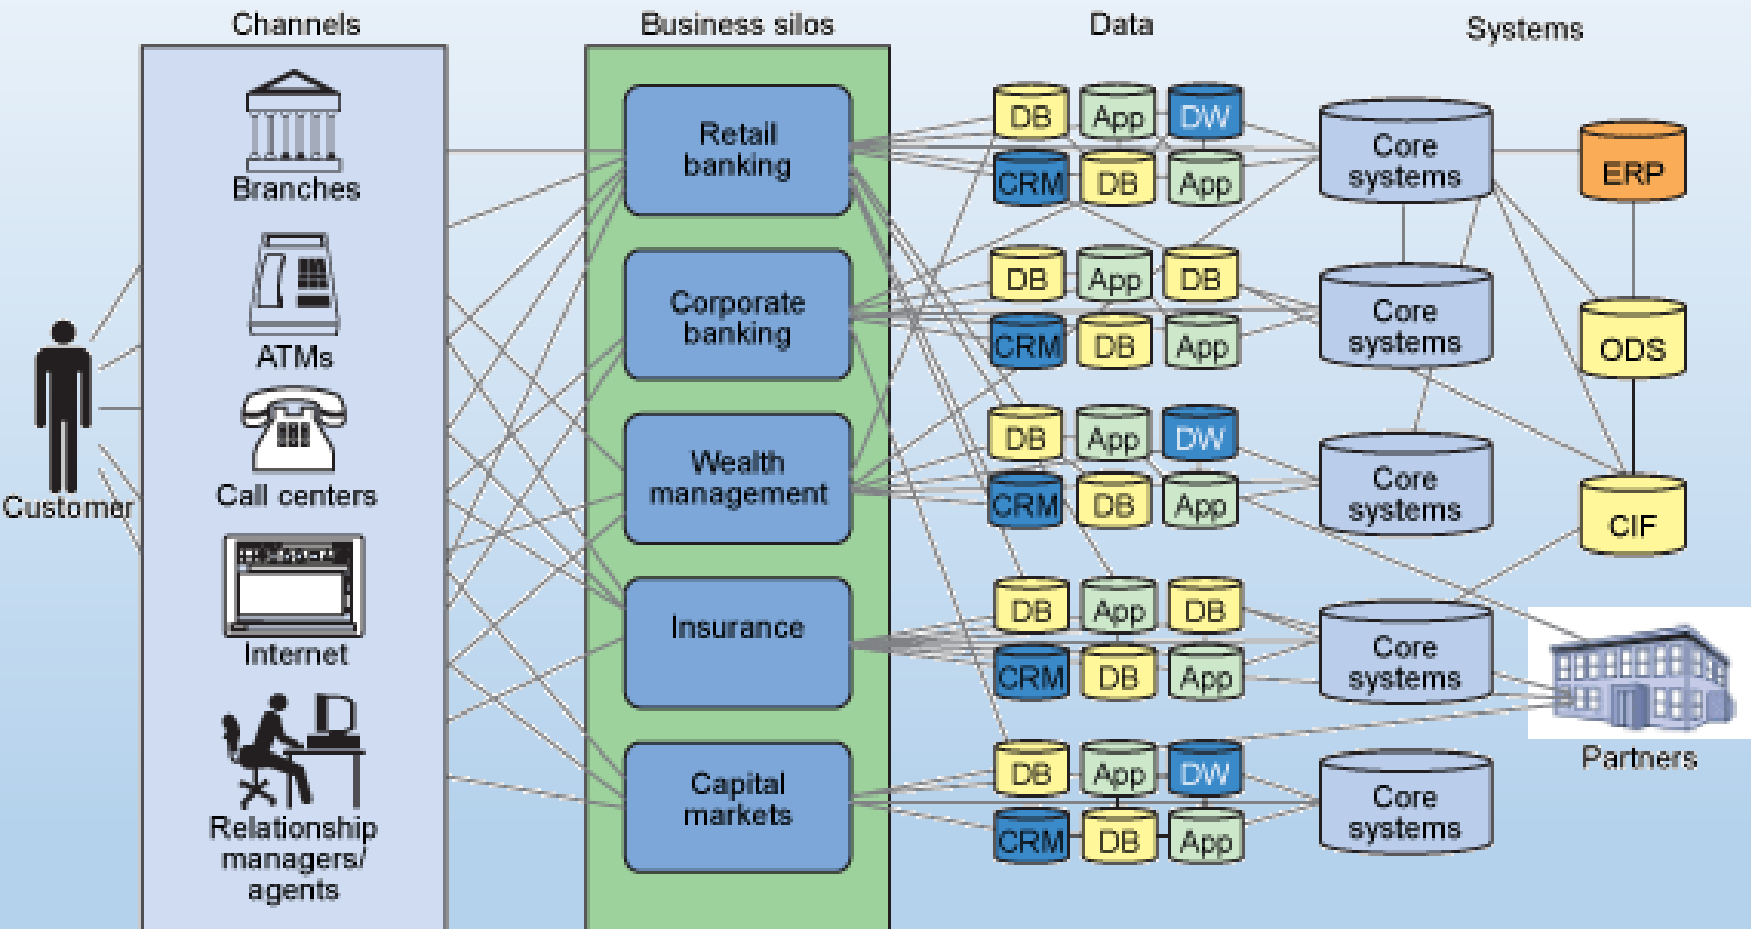 Channels
Business silos
Data
Systems
Customer
Branches
ATMs
Call centers
Internet
Relationship
managers/
agents
Retail
banking
Corporate
banking
Wealth
management
Insurance
Capital
markets
DB App DW
CRM DB App
DB App DB
CRM DB App
DB App DW
CRM DB App
DB App DB
CRM DB App
DB App DW
CRM DB App
Core
systems
Core
systems
Core
systems
Core
systems
Core
systems
ERP
ODS
CIF
Partners